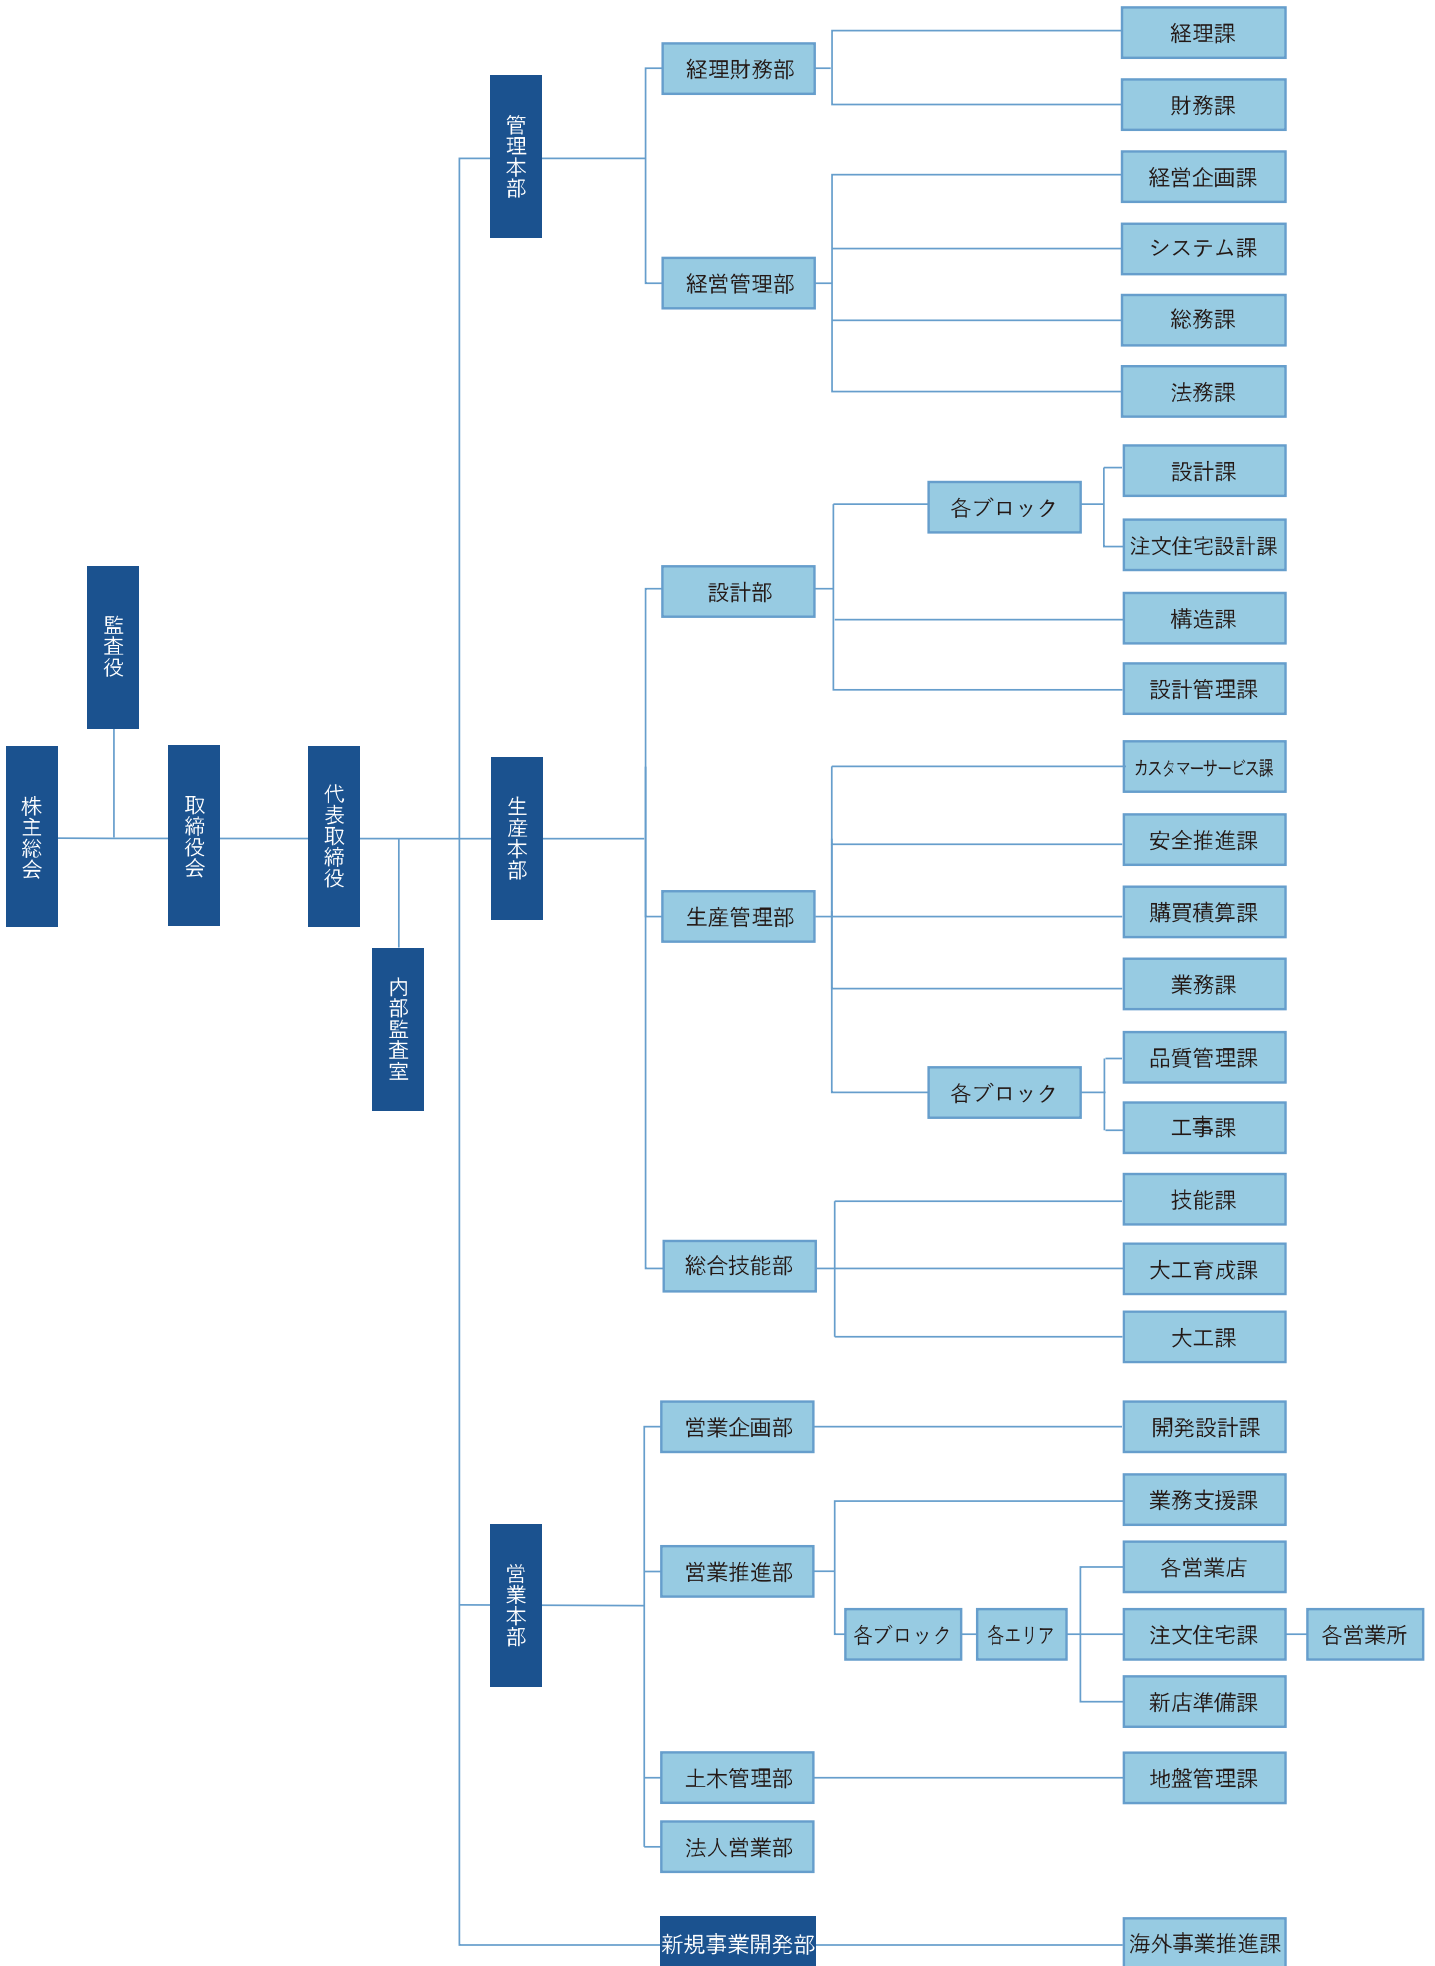 株主総会
監査役
取締役会
代表取締役
内部監査室
管理本部
経理財務部
経理課
財務課
経営管理部
経営企画課
システム課
総務課
法務課
生産本部
設計部
各ブロック
設計課
注文住宅設計課
構造課
設計管理課
生産管理部
カスタマーサービス課
安全推進課
購買積算課
業務課
各ブロック
品質管理課
工事課
総合技能部
技能課
大工育成課
大工課
営業本部
営業企画部
開発設計課
営業推進部
業務支援課
各ブロック
各エリア
各営業店
注文住宅課
各営業所
新店準備課
土木管理部
地盤管理課
法人営業部
新規事業開発部
海外事業推進課